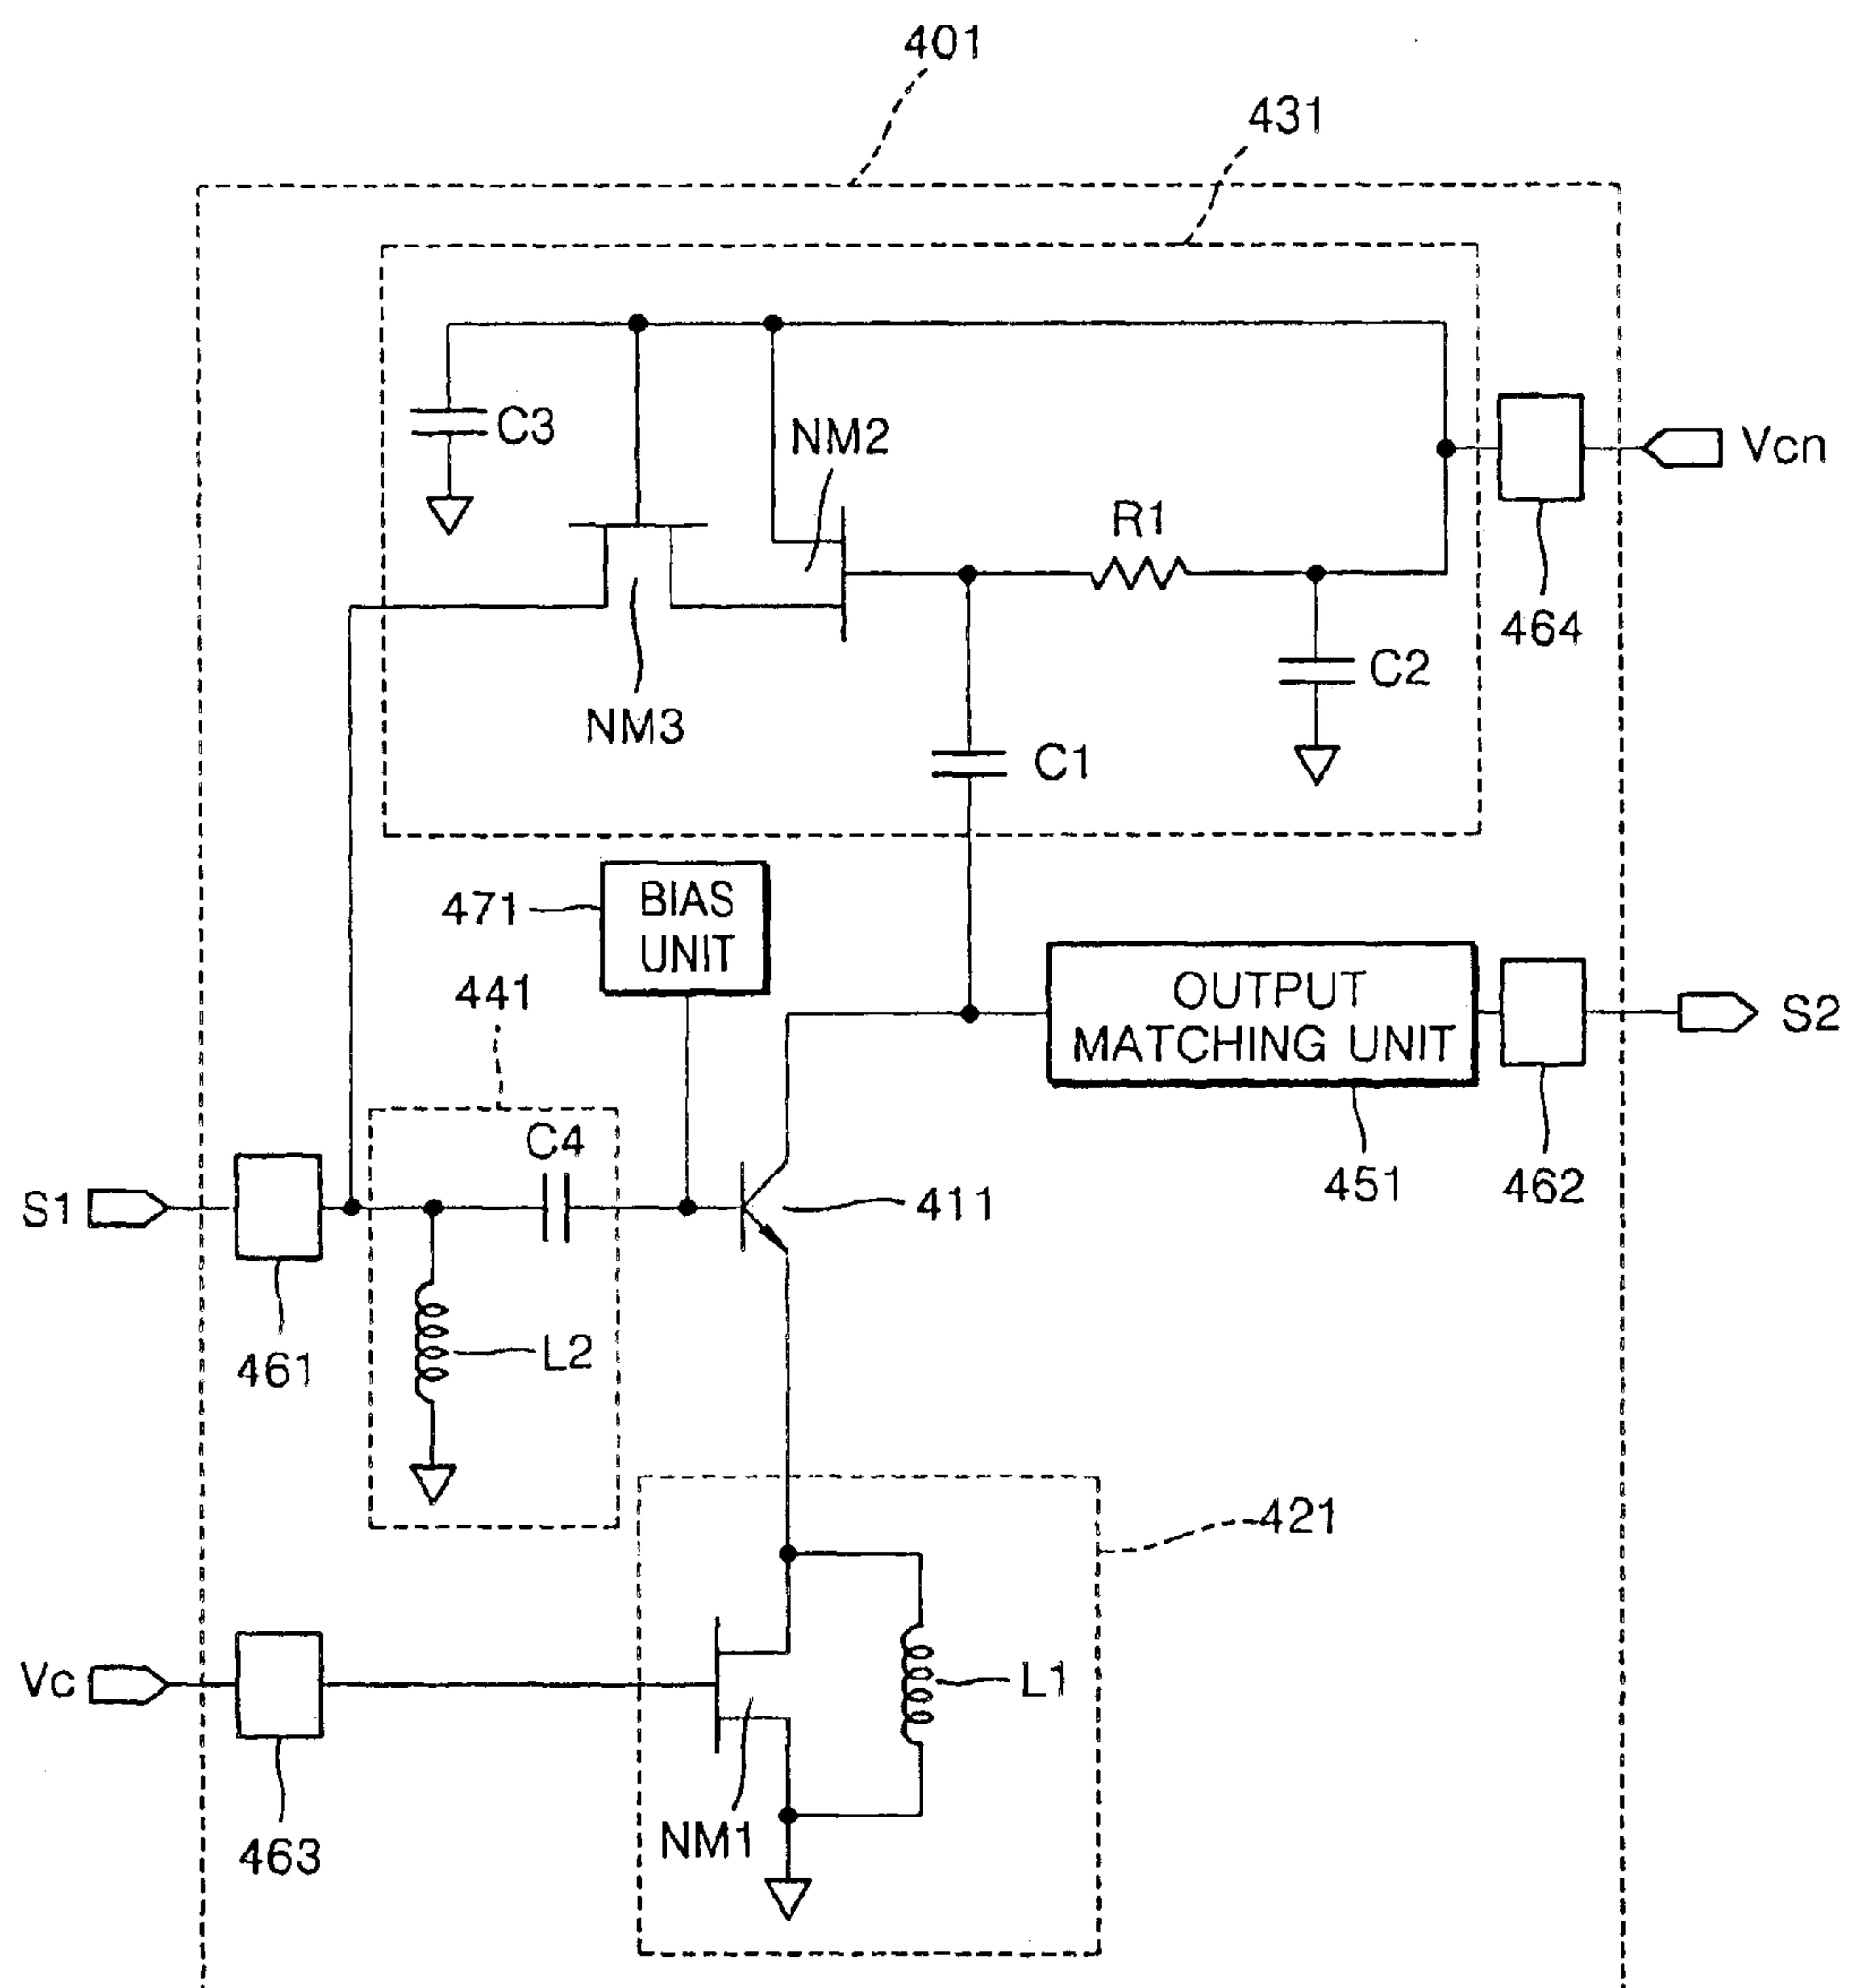 401
431
C3
NM2
Vcn
R1
464
NM3
C2
C1
471
BIAS
UNIT
441
OUTPUT
MATCHING UNIT
S2
C4
S1
411
451
462
461
L2
421
Vc
L1
463
NM1